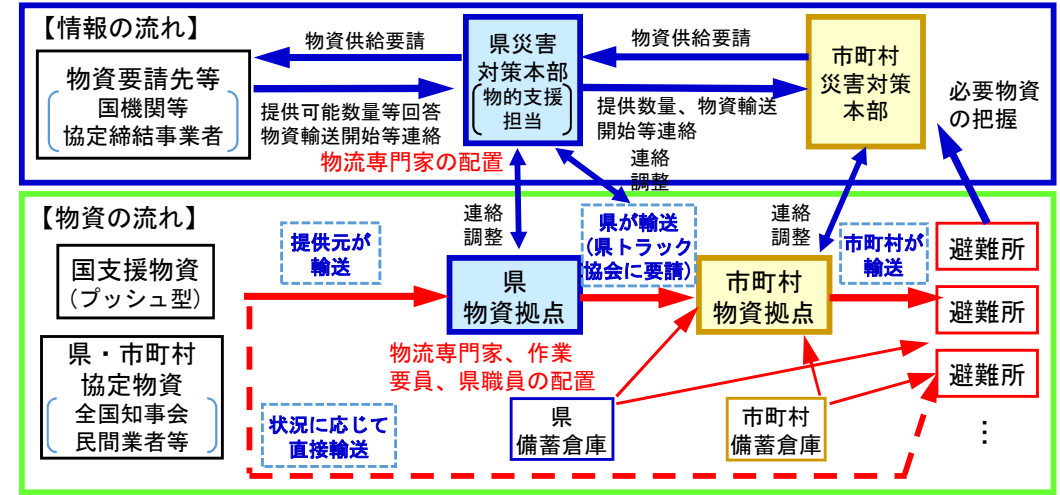 【情報の流れ】
物資要請先等
国機関等
協定締結事業者
物資供給要請
提供可能数量等回答
物資輸送開始等連絡
物流専門家の配置
県災害
対策本部
物的支援
担当
物資供給要請
提供数量、物資輸送
開始等連絡
連絡
調整
市町村
災害対策
本部
必要物資
の把握
【物資の流れ】
国支援物資
(プッシュ型)
県・市町村
協定物資
全国知事会
民間業者等
提供元が
輸送
連絡
調整
県
物資拠点
県が輸送
(県トラック
協会に要請)
連絡
調整
市町村
物資拠点
市町村が
輸送
避難所
避難所
避難所
⋮
物流専門家、作業
要員、県職員の配置
状況に応じて
直接輸送
県
備蓄倉庫
市町村
備蓄倉庫